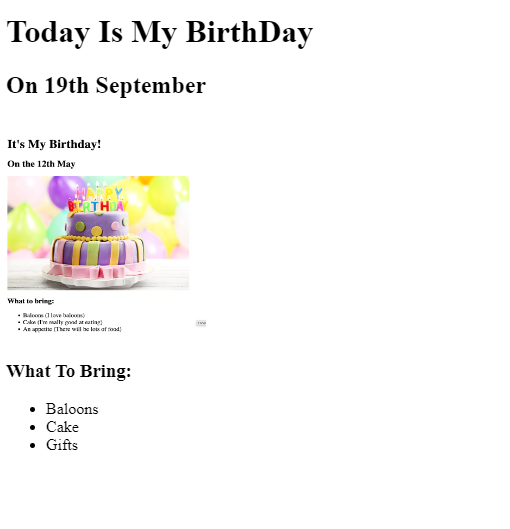 Today Is My BirthDay
On 19th September
It's My Birthday!
On the 12th May
HAPPY
BIRTHDAY
What to bring:
Baloons (I love baloons)
Cake (I'm really good at eating)
An appetite (There will be lots of food)
What To Bring:
Baloons
Cake
Gifts